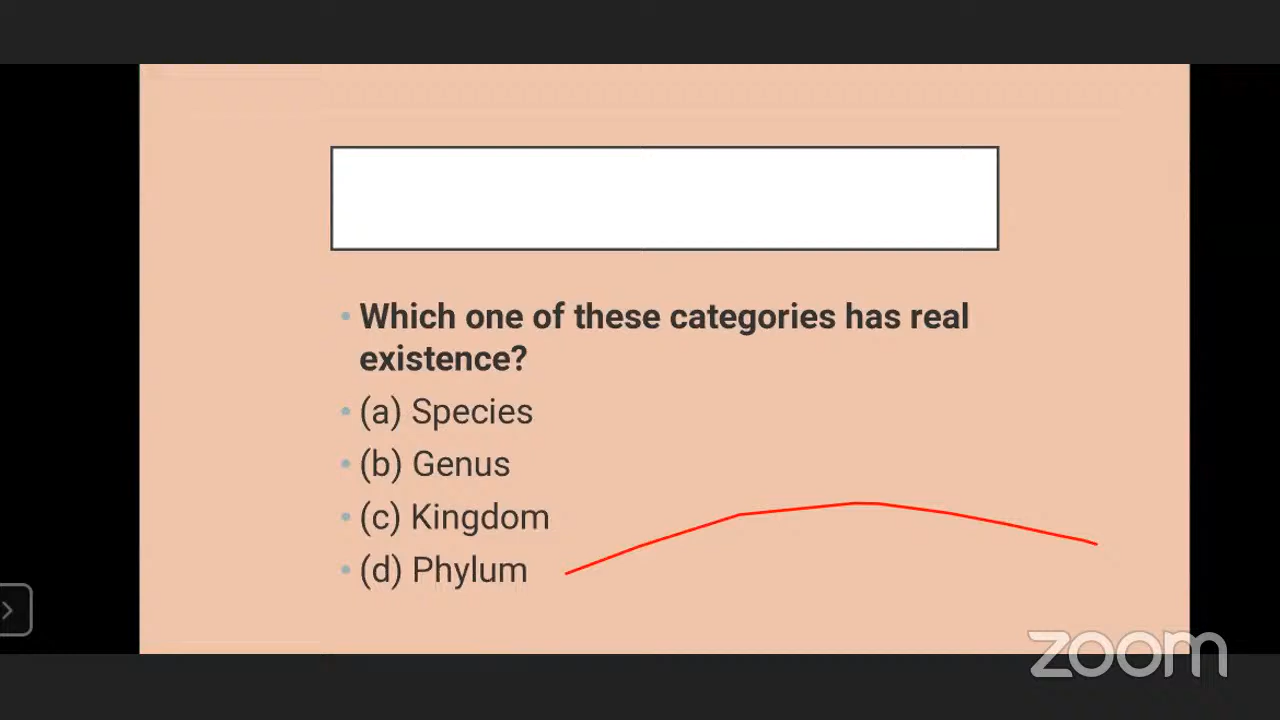 • Which one of these categories has real
existence?
• (a) Species
• (b) Genus
• (c) Kingdom
• (d) Phylum
zoom